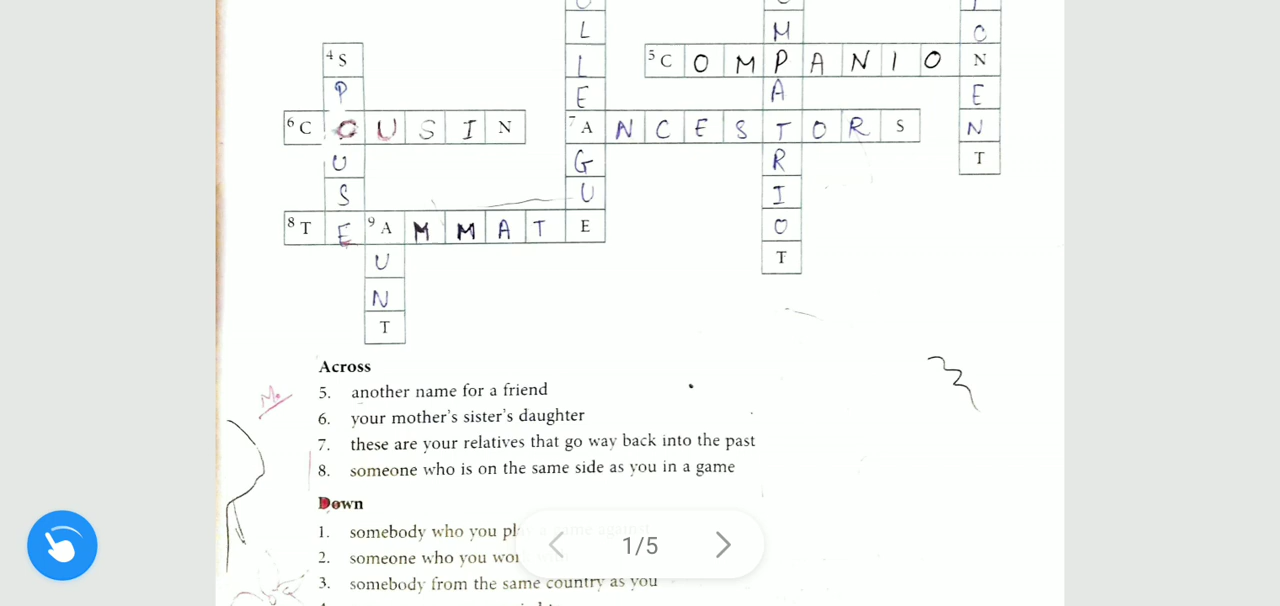 L
M
C
4 S
L
5 C O M P A N I O N
P
E
A
E
6 C O U S I N
7 A N C E S T O R S
N
U
G
R
T
S
U
I
8 T E 9 A M M A T E
O
U
T
N
T
Across
5. another name for a friend
6. your mother's sister's daughter
7. these are your relatives that go way back into the past
8. someone who is on the same side as you in a game
Down
1. somebody who you
2. someone who you
3. somebody from the same country as you
1/5